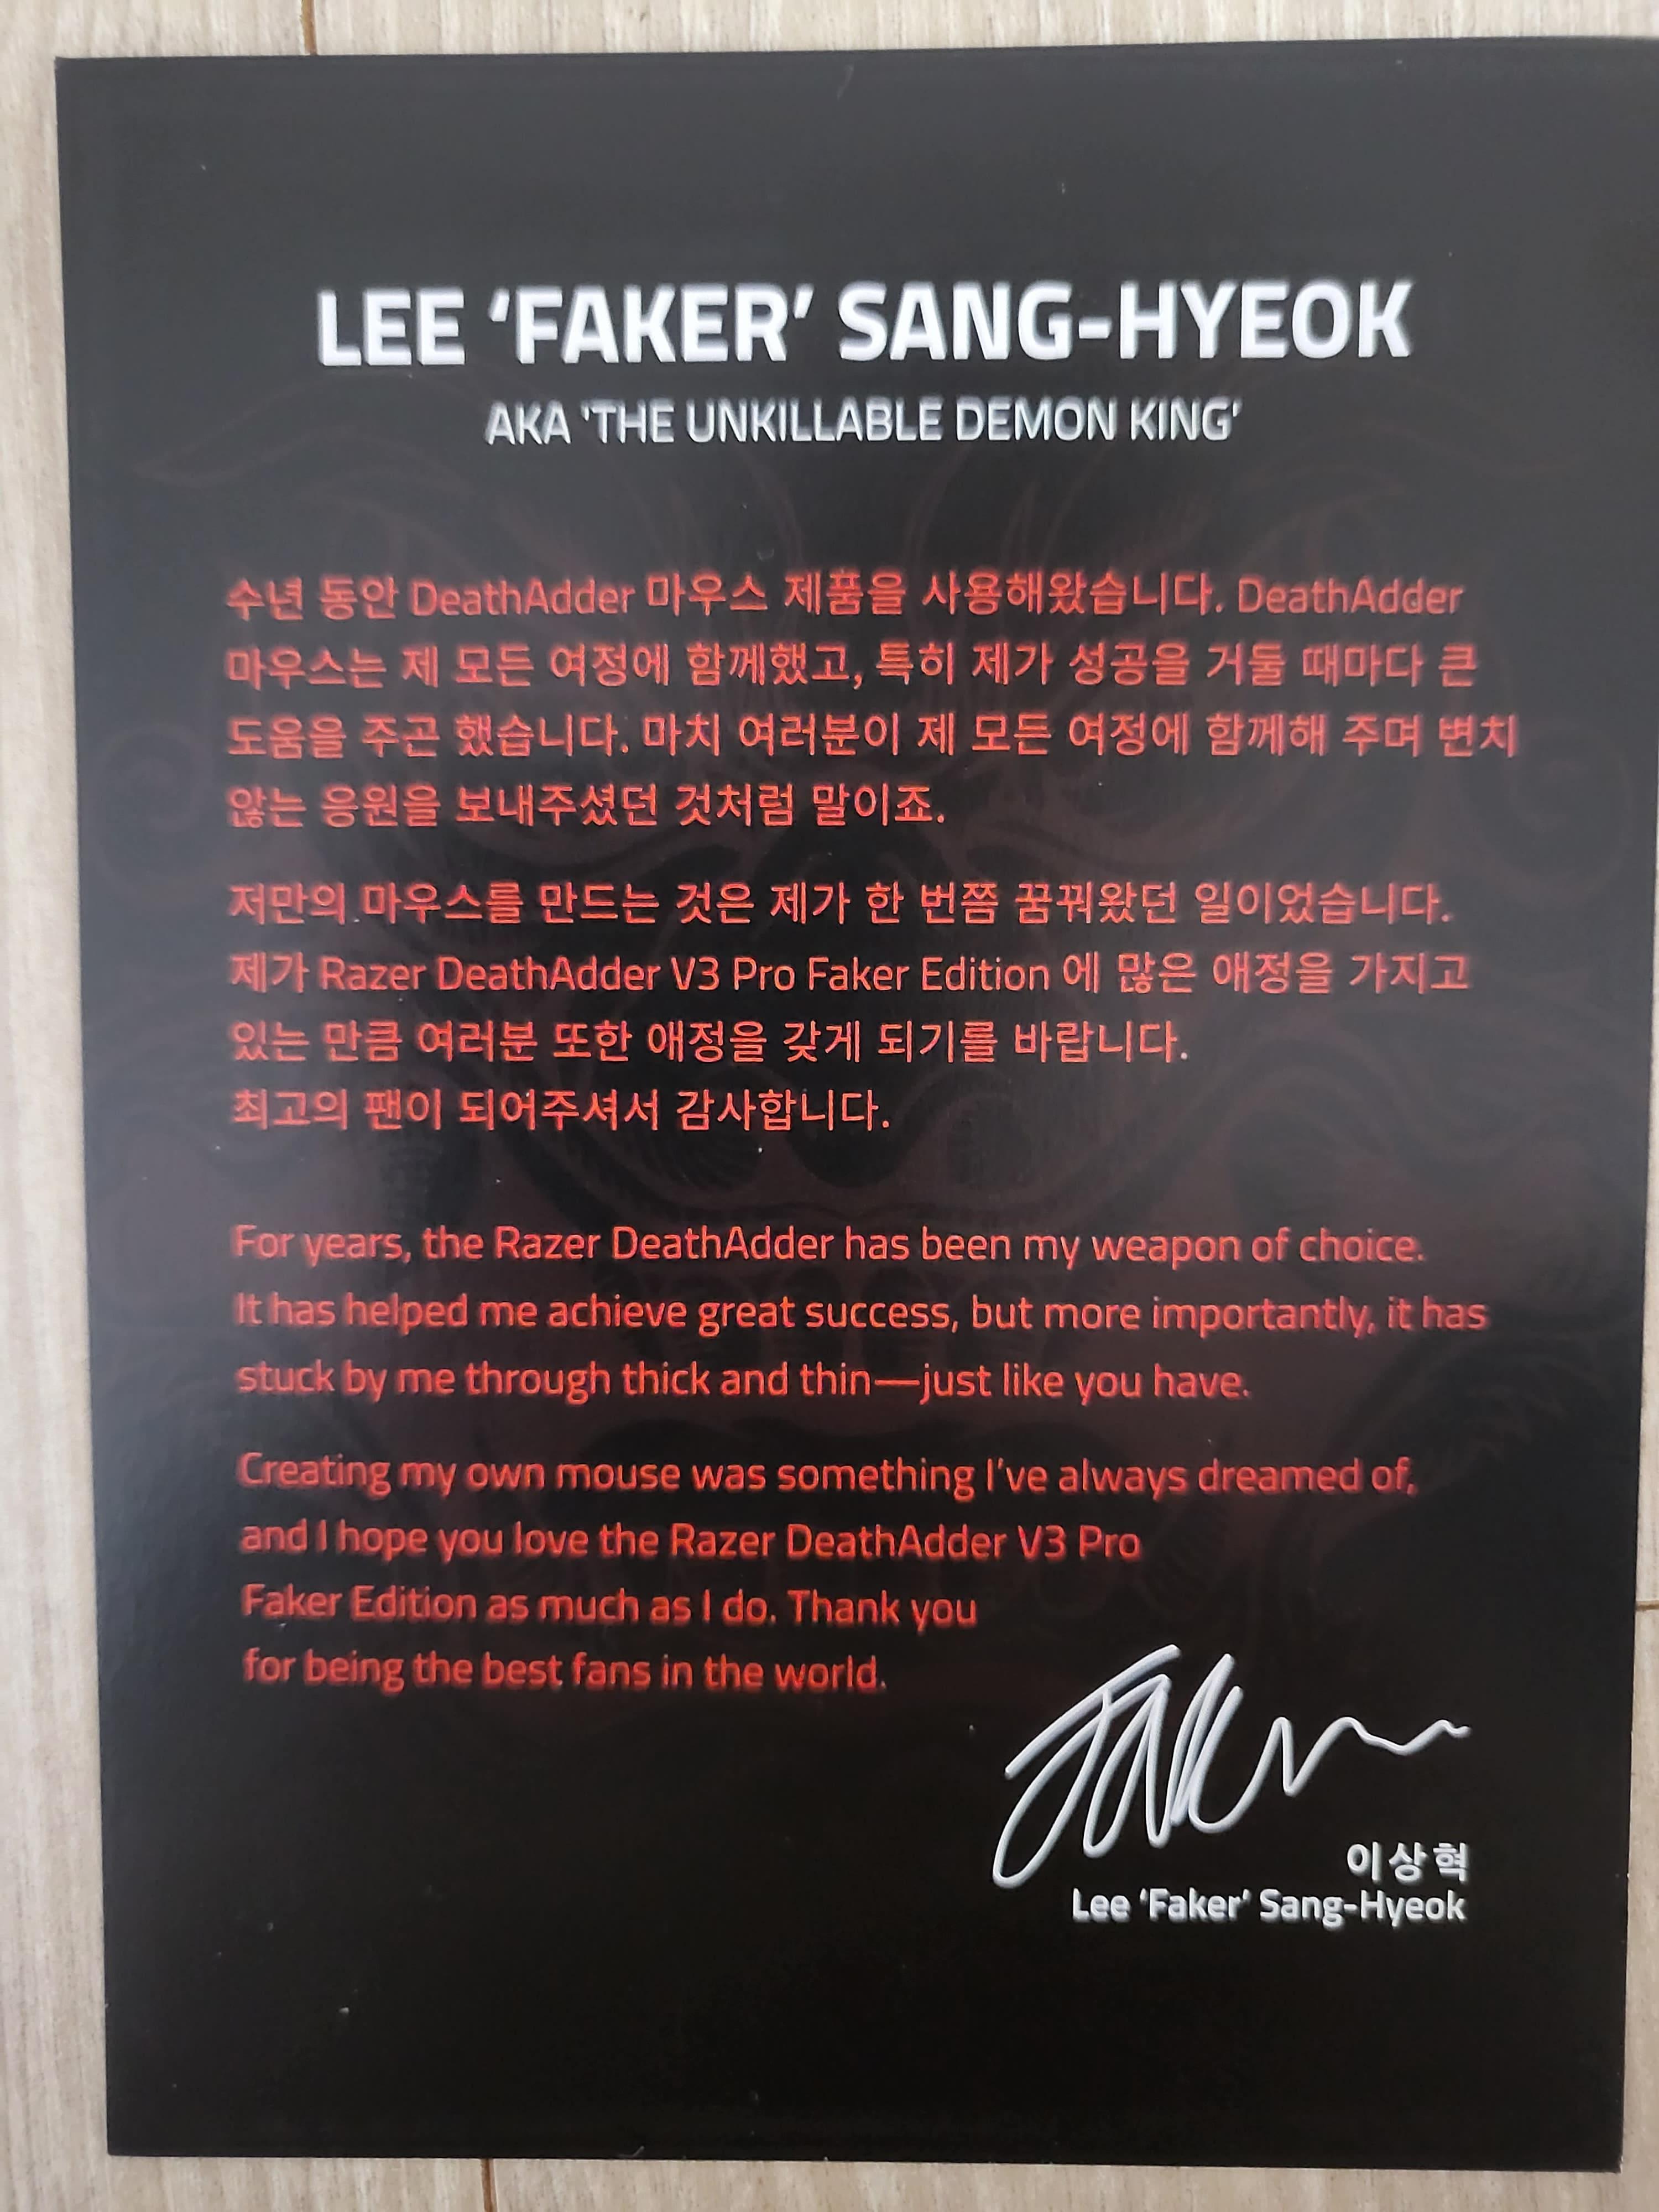 LEE ‘FAKER’ SANG-HYEOK
AKA 'THE UNKILLABLE DEMON KING'
수년 동안 DeathAdder 마우스 제품을 사용해왔습니다. DeathAdder
마우스는 제 모든 여정에 함께했고, 특히 제가 성공을 거둘 때마다 큰
도움을 주곤 했습니다. 마치 여러분이 제 모든 여정에 함께해 주며 변치
않는 응원을 보내주셨던 것처럼 말이죠.
저만의 마우스를 만드는 것은 제가 한 번쯤 꿈꿔왔던 일이었습니다.
제가 Razer DeathAdder V3 Pro Faker Edition 에 많은 애정을 가지고
있는 만큼 여러분 또한 애정을 갖게 되기를 바랍니다.
최고의 팬이 되어주셔서 감사합니다.
For years, the Razer DeathAdder has been my weapon of choice.
It has helped me achieve great success, but more importantly, it has
stuck by me through thick and thin—just like you have.
Creating my own mouse was something I've always dreamed of,
and I hope you love the Razer DeathAdder V3 Pro
Faker Edition as much as I do. Thank you
for being the best fans in the world.
Faker
이상혁
Lee ‘Faker’ Sang-Hyeok